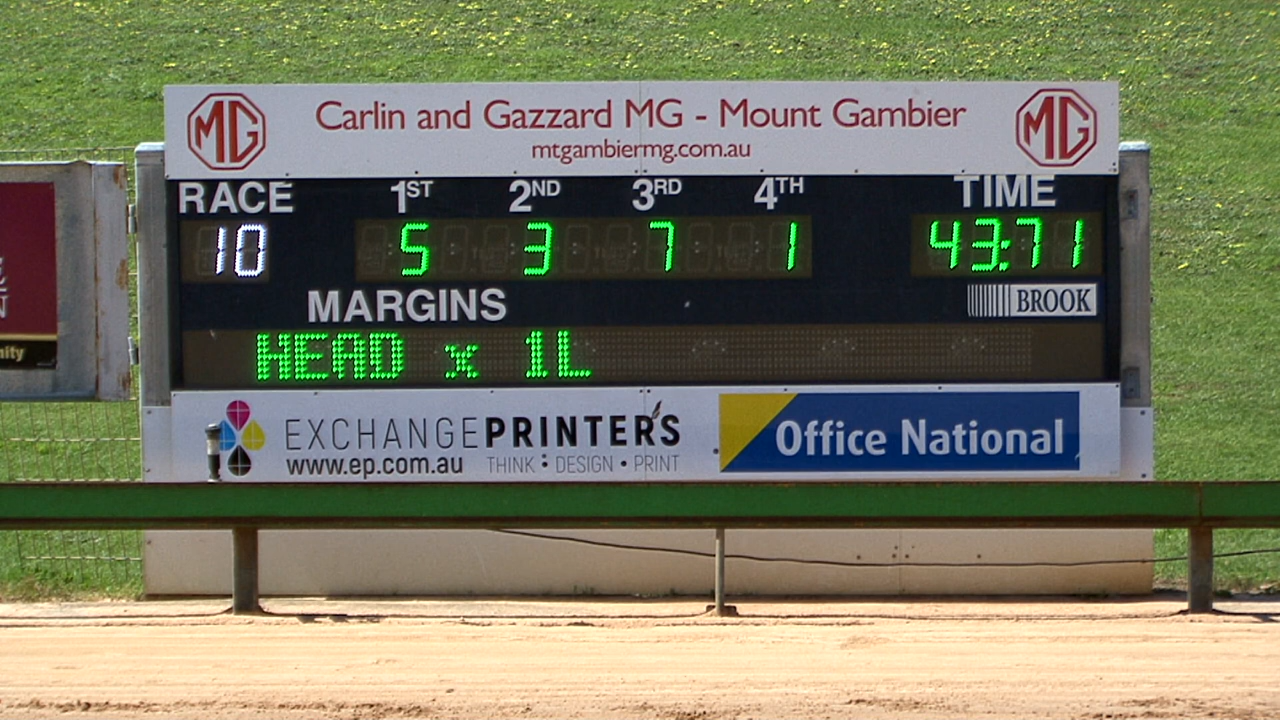 MG Carlin and Gazzard MG - Mount Gambier MG
mtgambiermg.com.au
RACE 1ST 2ND 3RD 4TH TIME
10 5 3 7 1 43:71
MARGINS BROOK
HEAD x 1L
EXCHANGEPRINTERS
www.ep.com.au THINK : DESIGN • PRINT
Office National